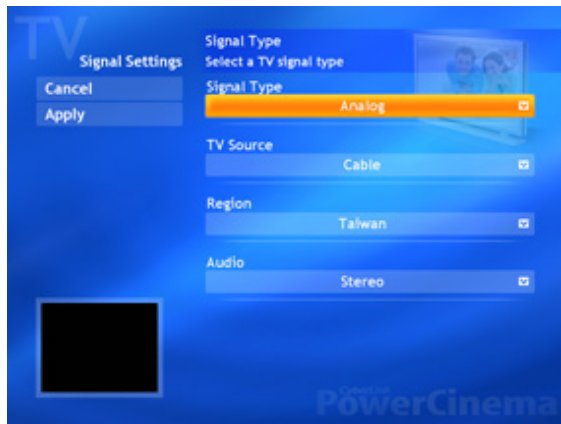 TV
Signal Settings
Cancel
Apply
Signal Type
Select a TV signal type
Signal Type
Analog
TV Source
Cable
Region
Taiwan
Audio
Stereo
CyberLink
PowerCinema